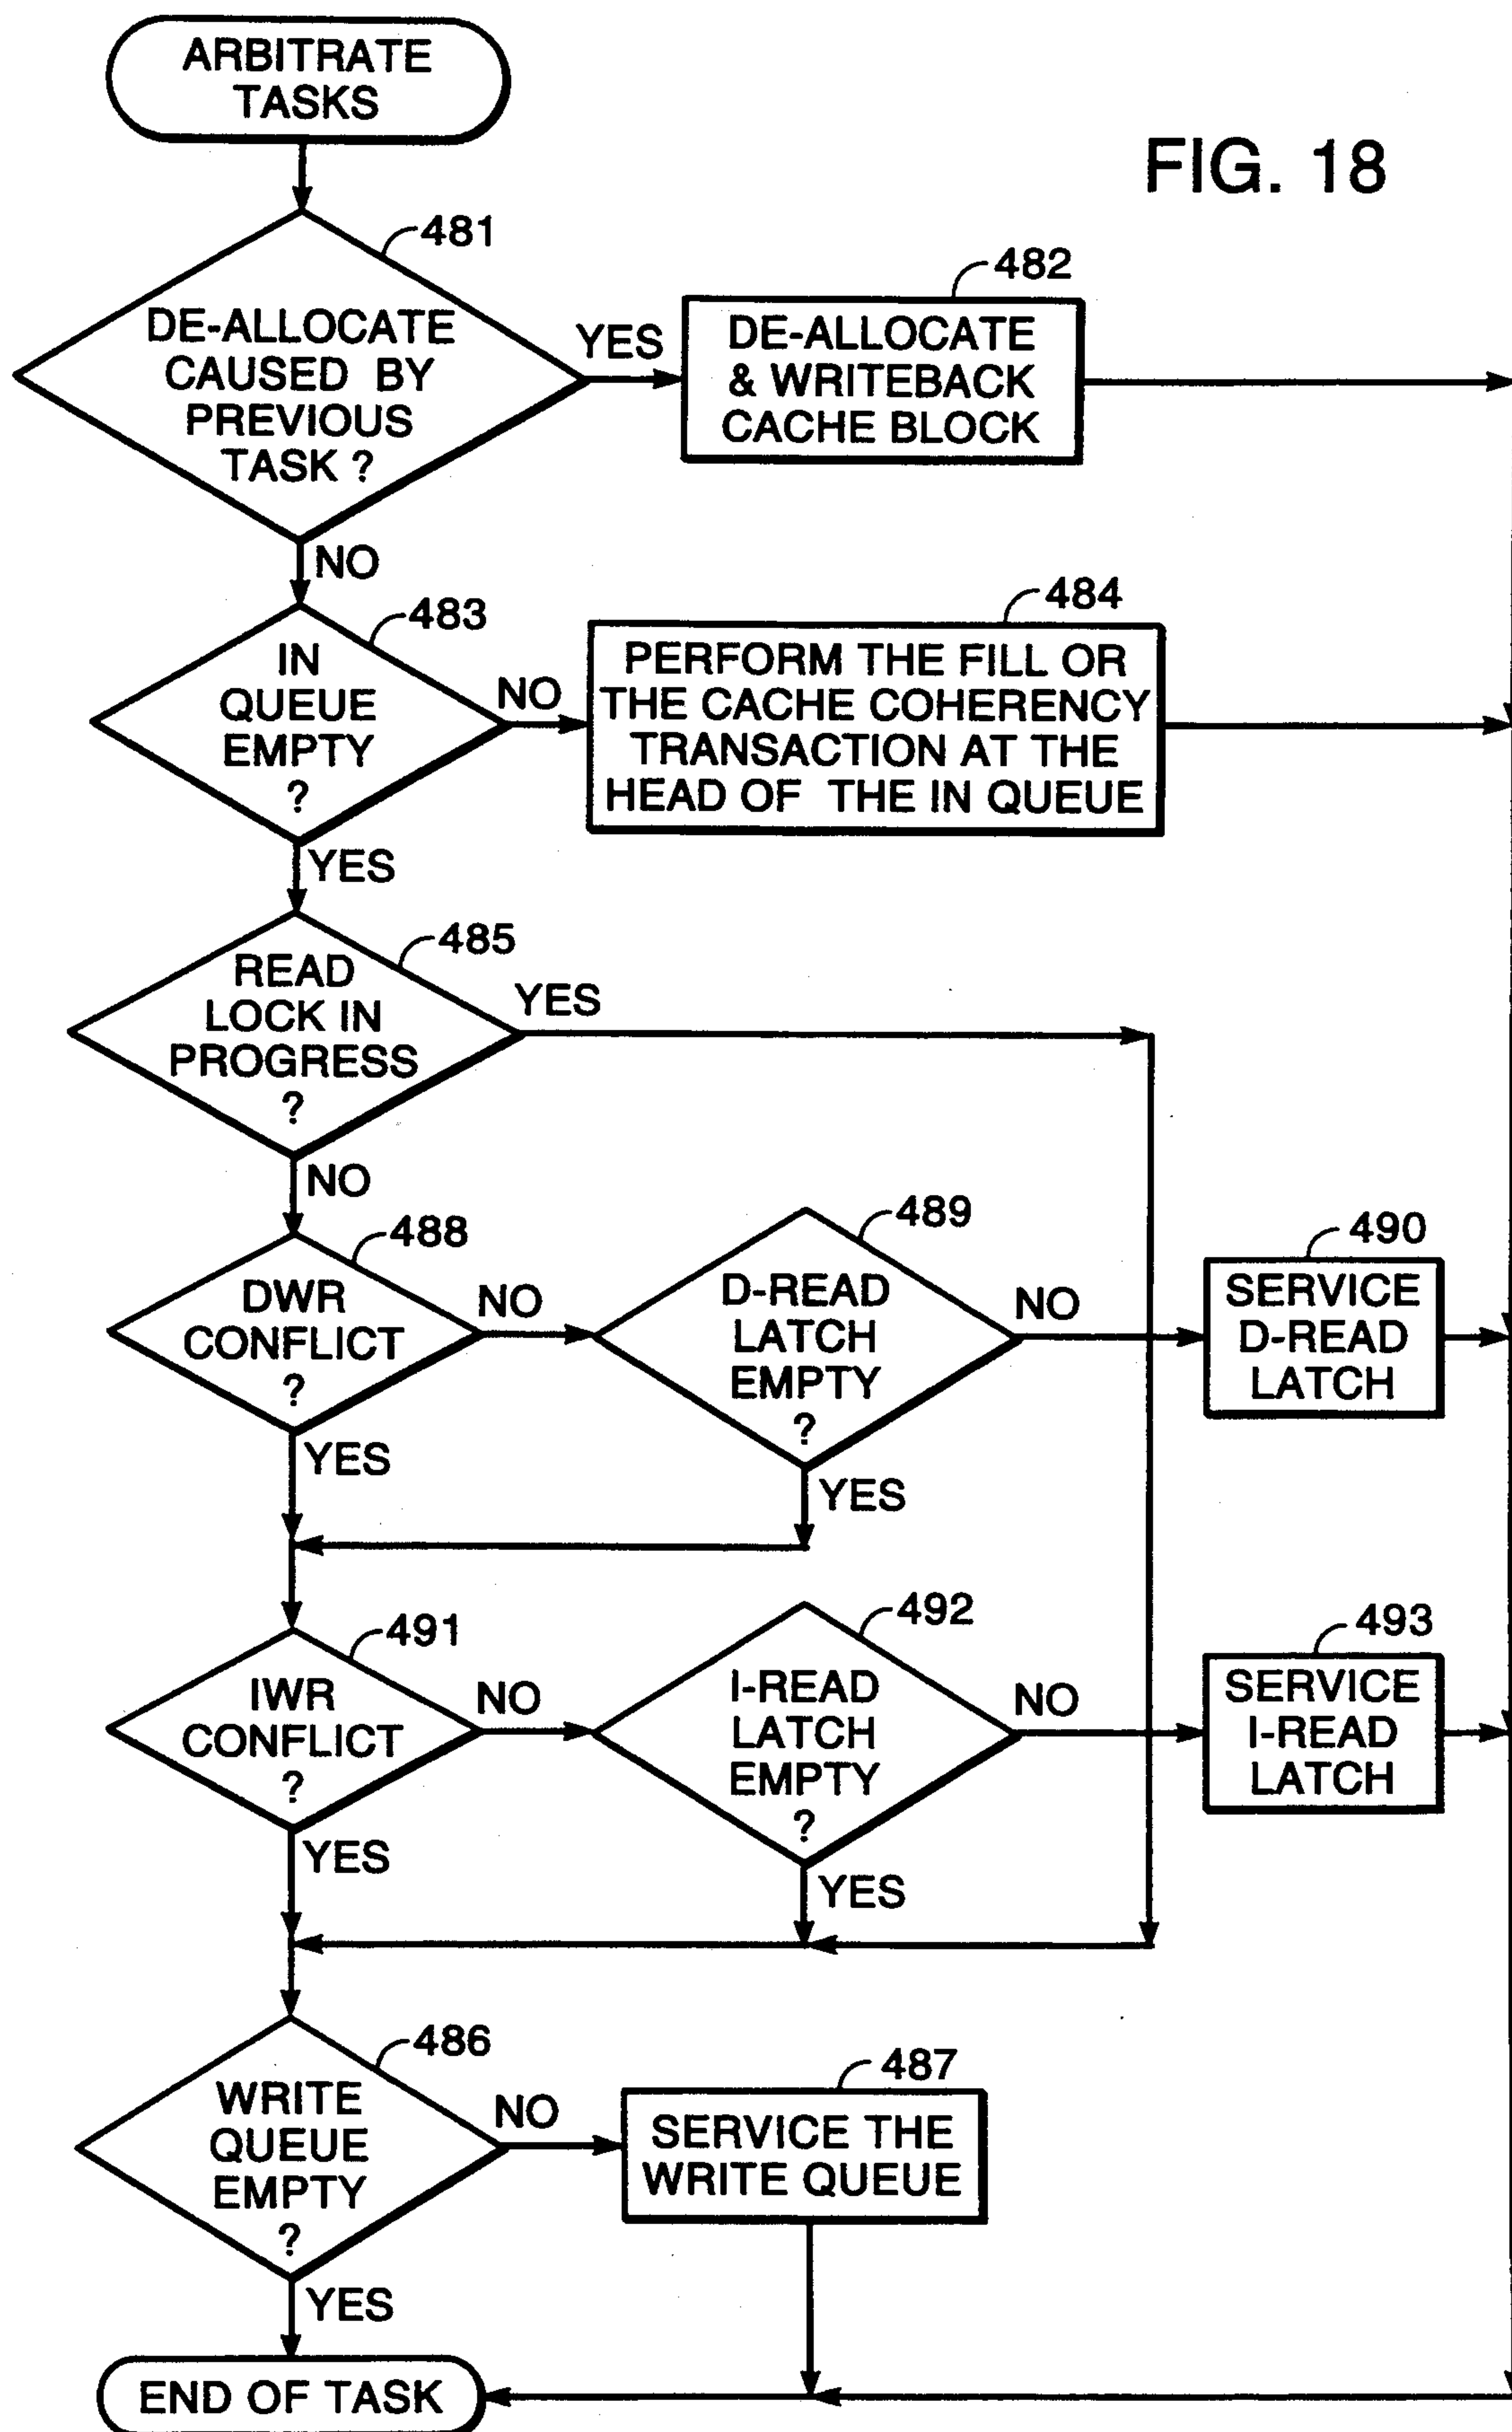 ARBITRATE
TASKS
FIG. 18
481
DE-ALLOCATE
CAUSED BY
PREVIOUS
TASK ?
YES
482
DE-ALLOCATE
& WRITEBACK
CACHE BLOCK
NO
483
IN
QUEUE
EMPTY
?
NO
484
PERFORM THE FILL OR
THE CACHE COHERENCY
TRANSACTION AT THE
HEAD OF THE IN QUEUE
YES
485
READ
LOCK IN
PROGRESS
?
YES
NO
488
DWR
CONFLICT
?
NO
489
D-READ
LATCH
EMPTY
?
NO
490
SERVICE
D-READ
LATCH
YES
YES
491
IWR
CONFLICT
?
NO
492
I-READ
LATCH
EMPTY
?
NO
493
SERVICE
I-READ
LATCH
YES
YES
486
WRITE
QUEUE
EMPTY
?
NO
487
SERVICE THE
WRITE QUEUE
YES
END OF TASK